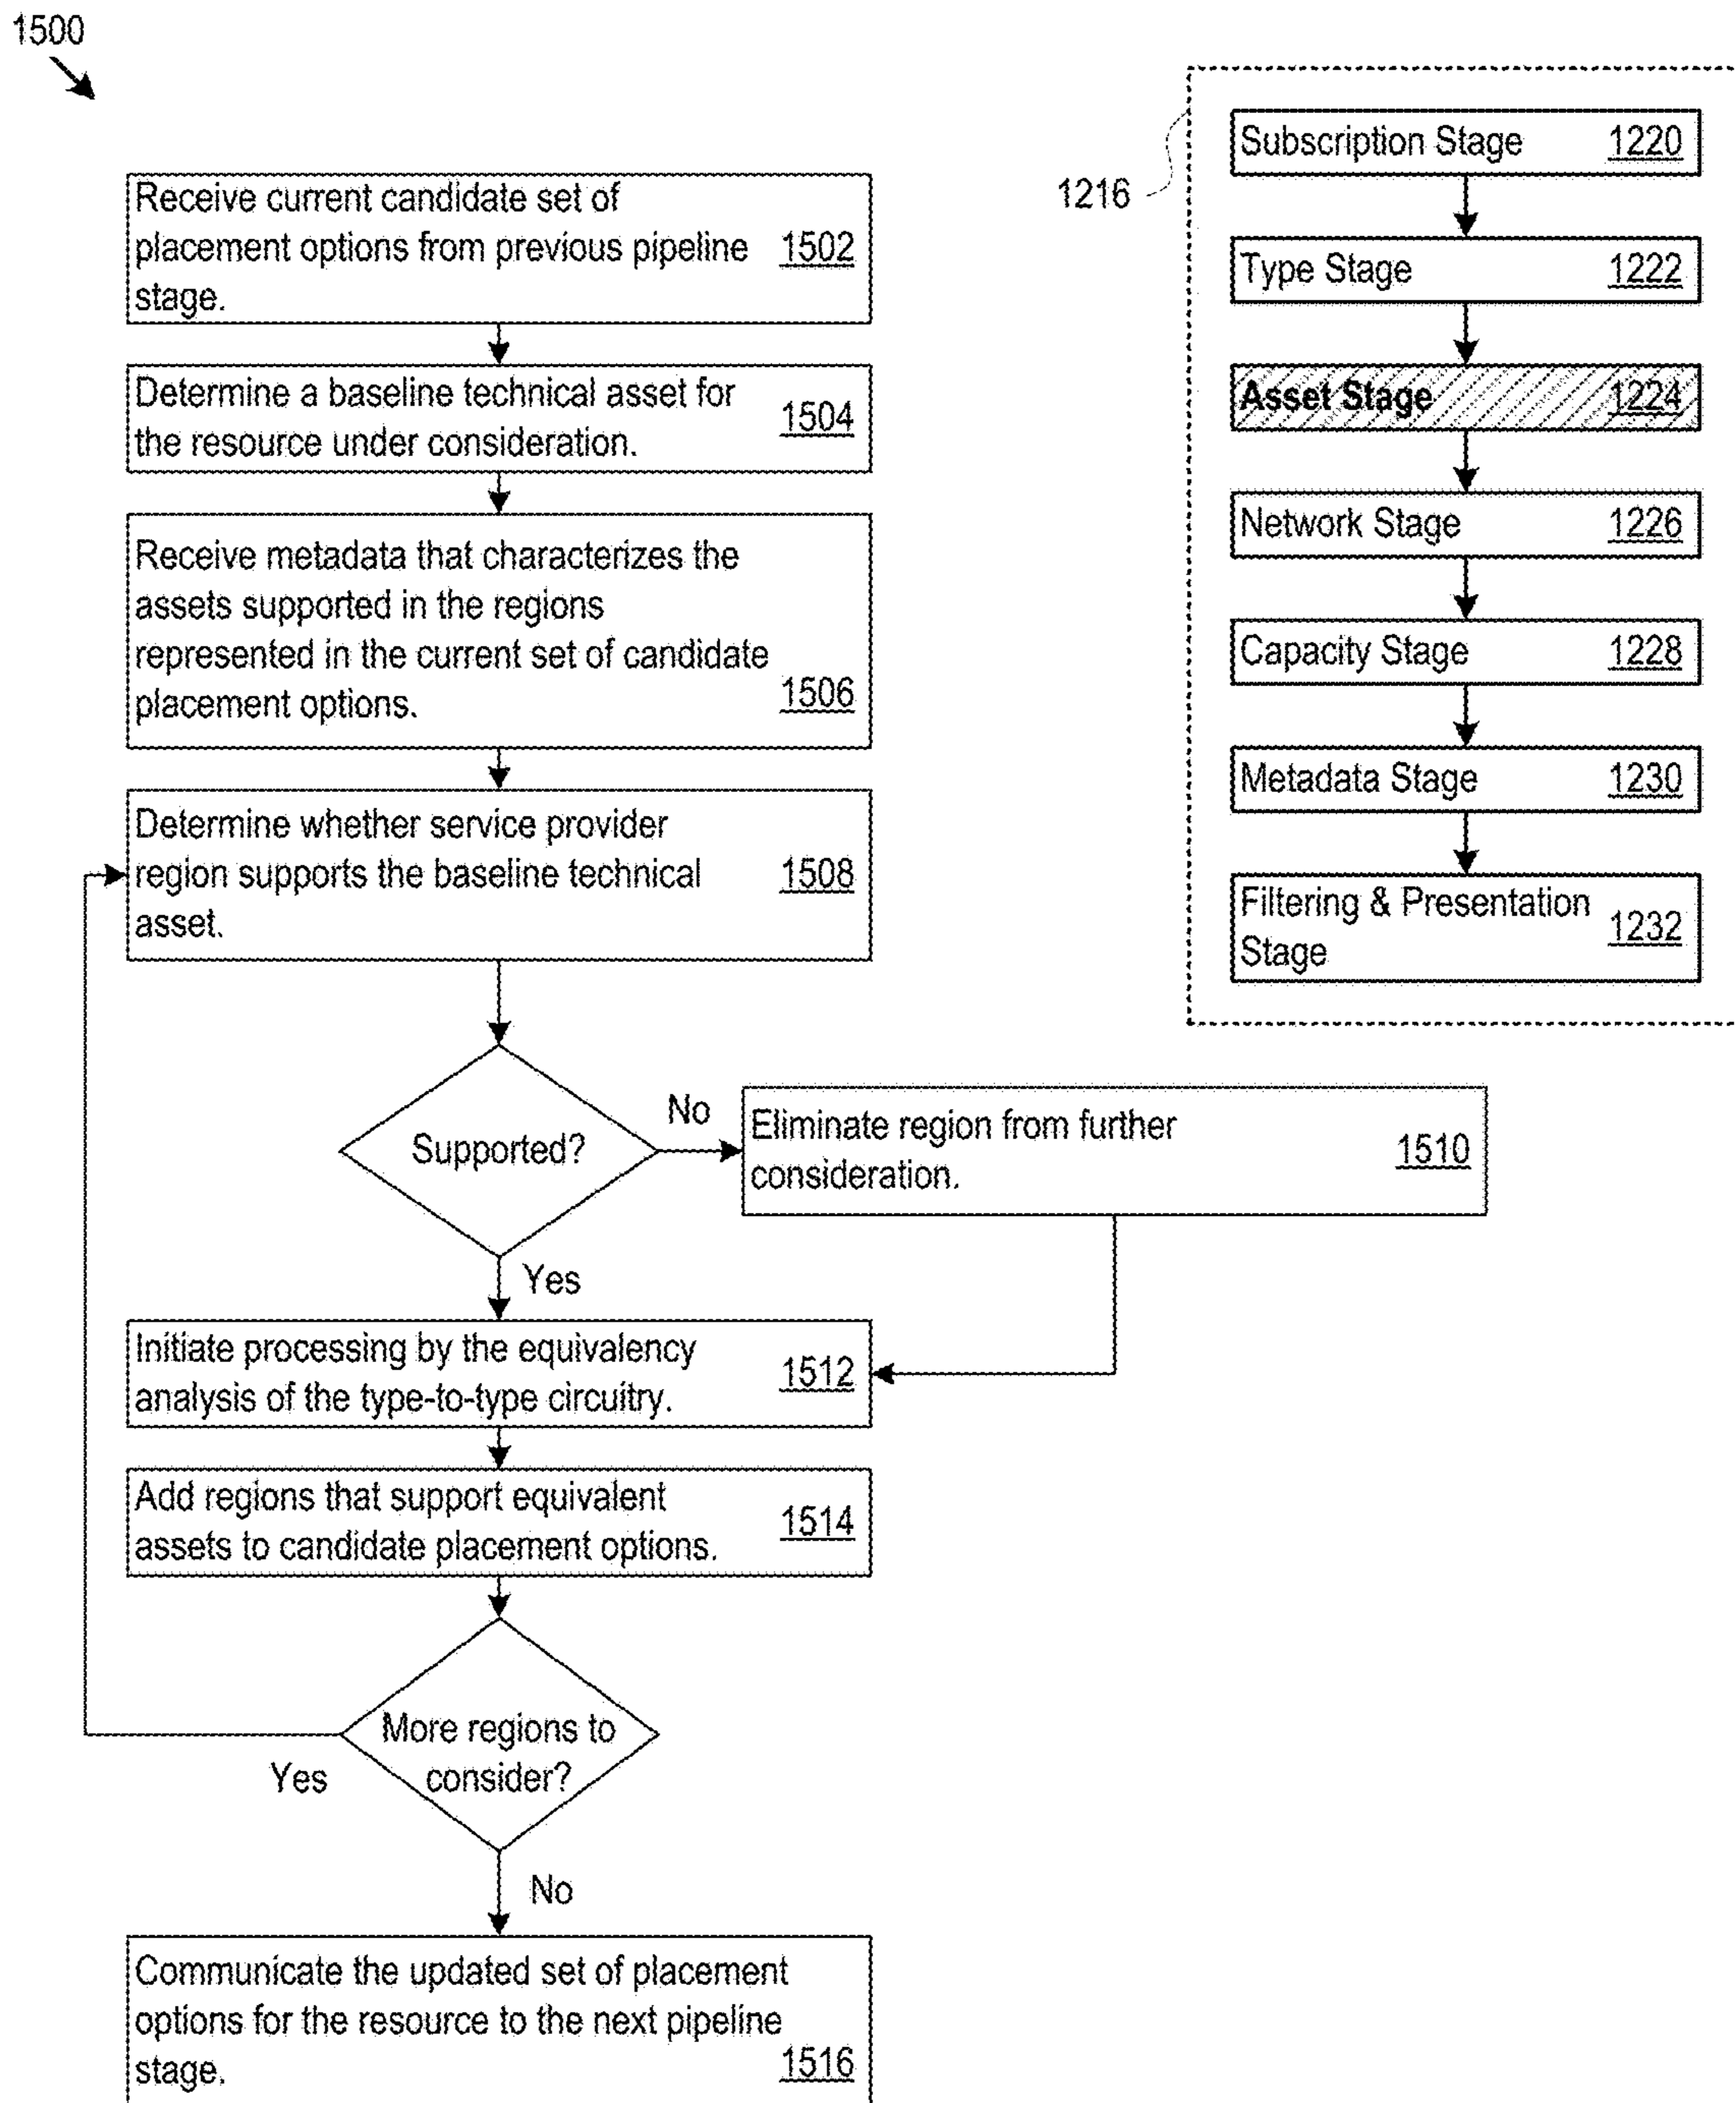 1500
Receive current candidate set of
placement options from previous pipeline 1502
stage.
Determine a baseline technical asset for
the resource under consideration. 1504
Receive metadata that characterizes the
assets supported in the regions
represented in the current set of candidate
placement options. 1506
Determine whether service provider
region supports the baseline technical 1508
asset.
Supported?
No
Eliminate region from further
consideration. 1510
Yes
Initiate processing by the equivalency
analysis of the type-to-type circuitry. 1512
Add regions that support equivalent
assets to candidate placement options. 1514
More regions to
consider?
Yes
No
Communicate the updated set of placement
options for the resource to the next pipeline
stage. 1516
1216
Subscription Stage 1220
Type Stage 1222
Asset Stage 1224
Network Stage 1226
Capacity Stage 1228
Metadata Stage 1230
Filtering & Presentation
Stage 1232